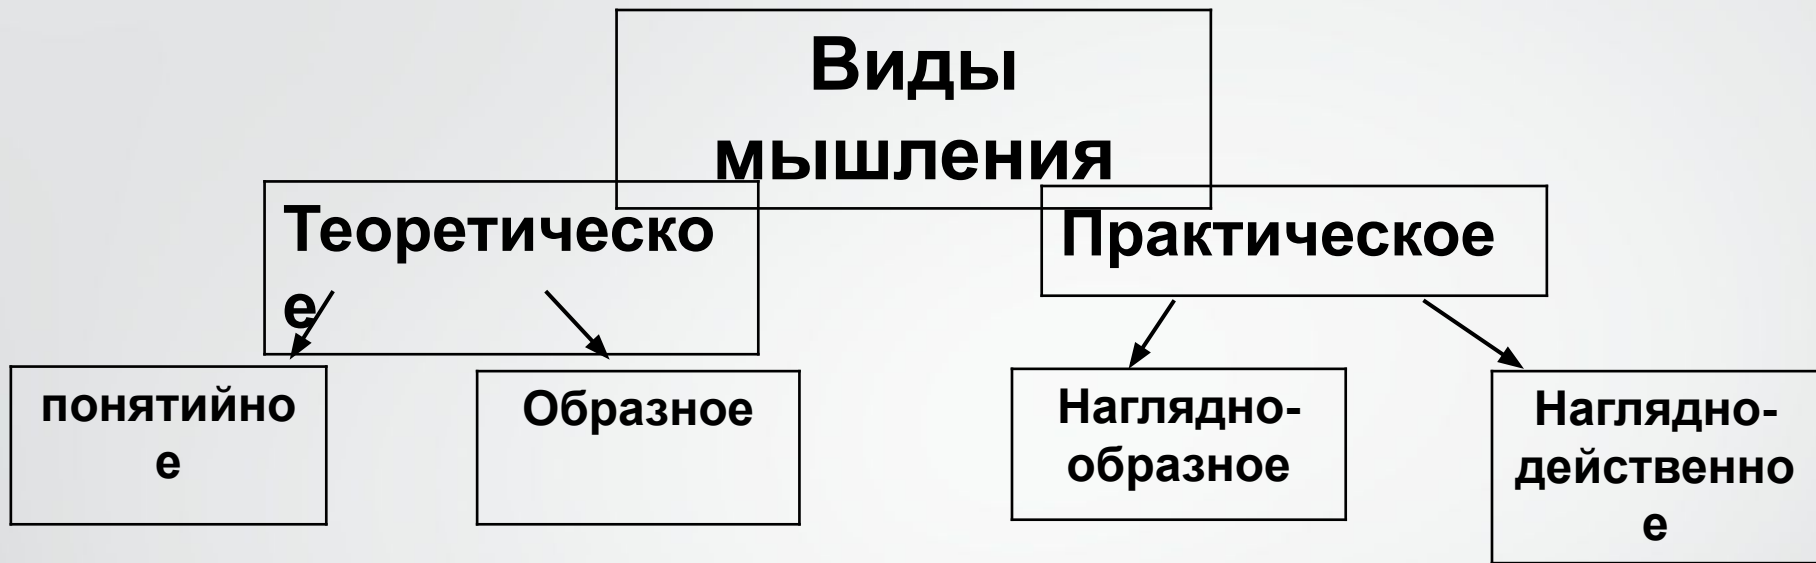 Виды
мышления
Теоретическо
е
Практическое
понятийно
е
Образное
Наглядно-
образное
Наглядно-
действенно
е